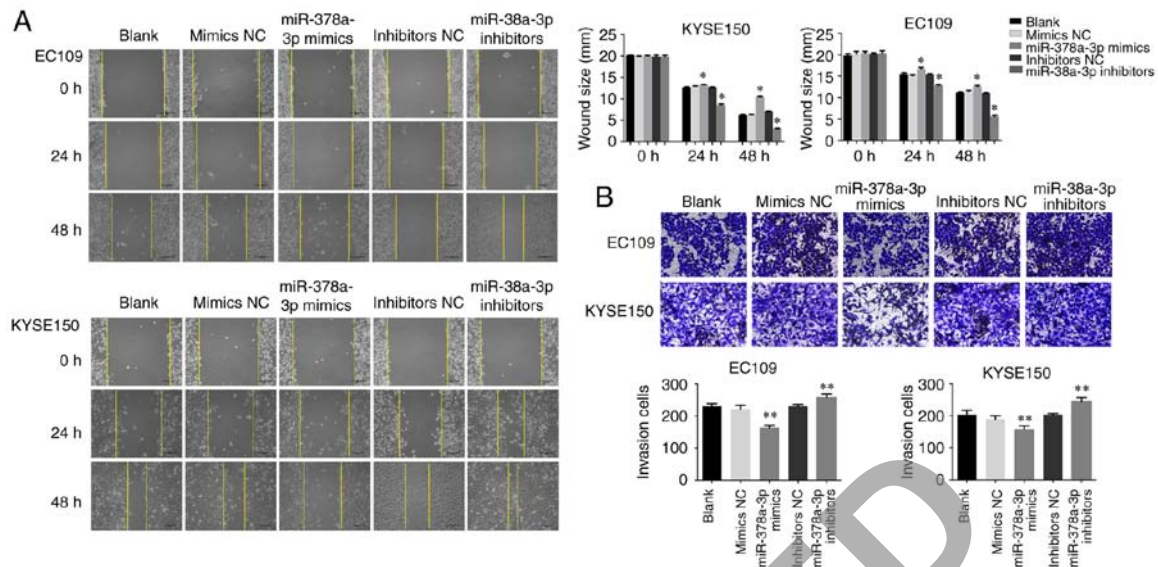 A
Blank
Mimics NC
miR-378a-
3p mimics
Inhibitors NC
miR-38a-3p
inhibitors
EC109
0 h
24 h
48 h
Blank
Mimics NC
miR-378a-
3p mimics
Inhibitors NC
miR-38a-3p
inhibitors
KYSE150
0 h
24 h
48 h
KYSE150
Wound size (mm)
25
20
15
10
5
0
*
*
*
*
0 h
24 h
48 h
EC109
Wound size (mm)
25
20
15
10
5
0
*
*
*
*
0 h
24 h
48 h
Blank
Mimics NC
miR-378a-3p mimics
Inhibitors NC
miR-38a-3p inhibitors
B
Blank
Mimics NC
miR-378a-3p
mimics
Inhibitors NC
miR-38a-3p
inhibitors
EC109
KYSE150
EC109
Invasion cells
300
200
100
0
**
**
Blank
Mimics NC
miR-378a-3p
mimics
Inhibitors NC
miR-378a-3p
inhibitors
KYSE150
Invasion cells
300
200
100
0
**
**
Blank
Mimics NC
miR-378a-3p
mimics
Inhibitors NC
miR-378a-3p
inhibitors